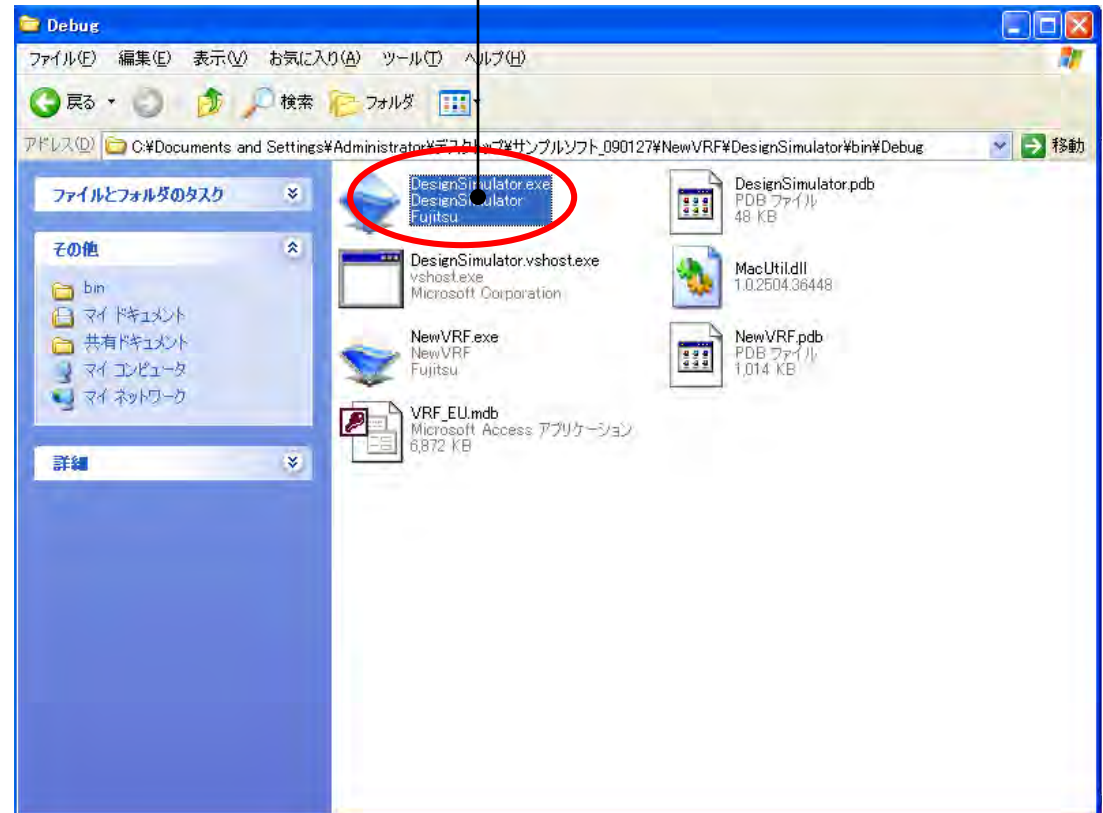 Debug
ファイル(F) 編集(E) 表示(V) お気に入り(A) ツール(T) ヘルプ(H)
戻る 検索 フォルダ
アドレス(D) C:¥Documents and Settings¥Administrator¥デスクトップ¥サンプルソフト_090127¥NewVRF¥DesignSimulator¥bin¥Debug 移動
ファイルとフォルダのタスク
その他
bin
マイ ドキュメント
共有ドキュメント
マイ コンピュータ
マイ ネットワーク
詳細
DesignSimulator.exe
DesignSimulator
Fujitsu
DesignSimulator.pdb
PDB ファイル
48 KB
DesignSimulator.vshost.exe
vshost.exe
Microsoft Corporation
MacUtil.dll
1.0.2504.36448
NewVRF.exe
NewVRF
Fujitsu
NewVRF.pdb
PDB ファイル
1,014 KB
VRF_EU.mdb
Microsoft Access アプリケーション
6,872 KB